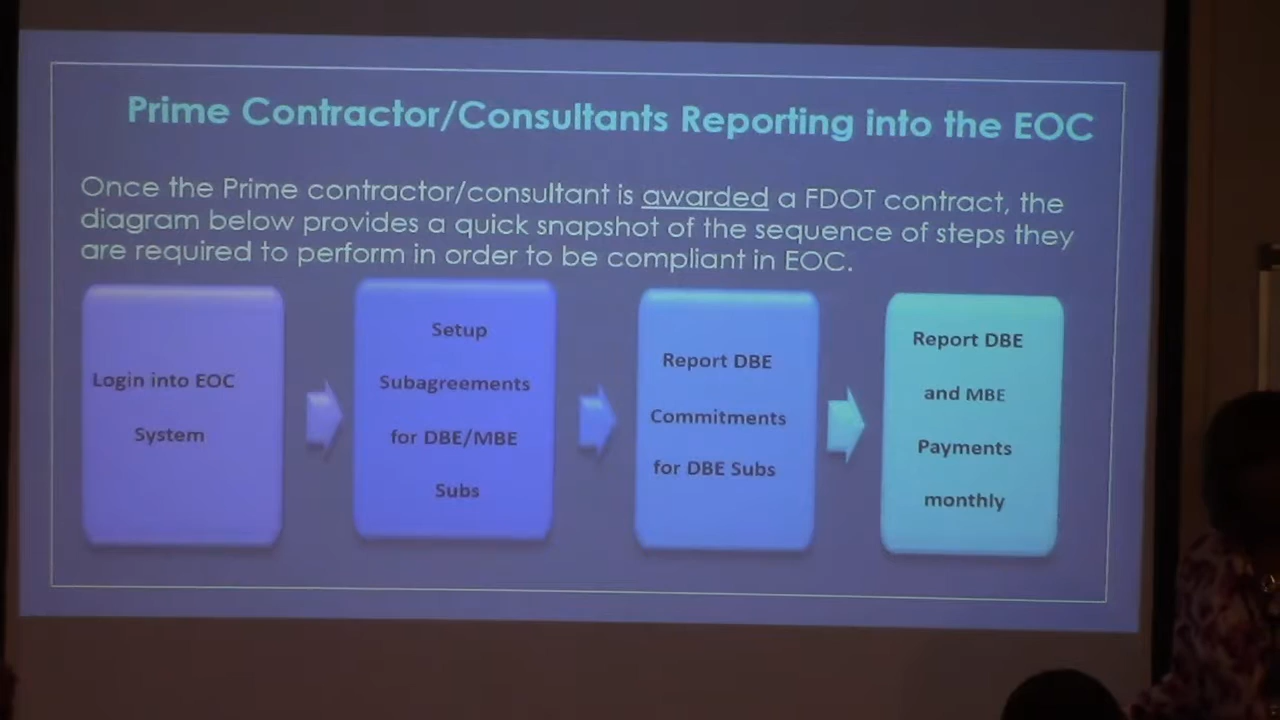 Prime Contractor/Consultants Reporting into the EOC
Once the Prime contractor/consultant is awarded a FDOT contract, the
diagram below provides a quick snapshot of the sequence of steps they
are required to perform in order to be compliant in EOC.
Login into EOC
System
Setup
Subagreements
for DBE/MBE
Subs
Report DBE
Commitments
for DBE Subs
Report DBE
and MBE
Payments
monthly